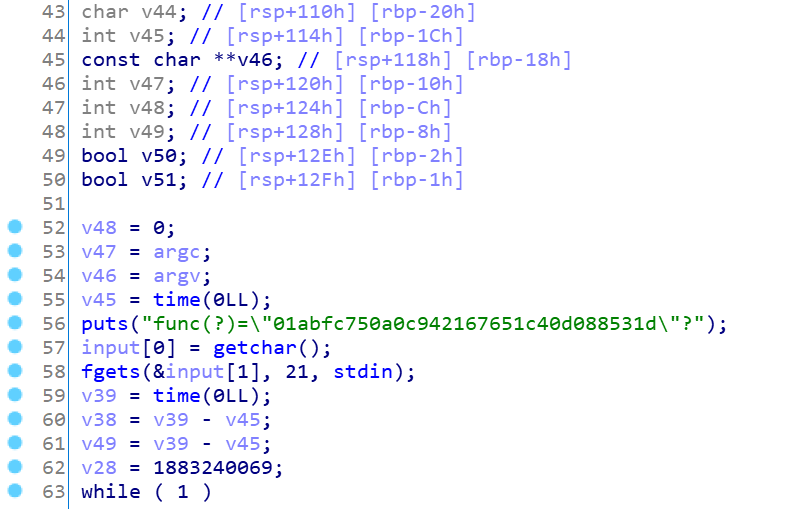 43 char v44; // [rsp+110h] [rbp-20h]
44 int v45; // [rsp+114h] [rbp-1Ch]
45 const char **v46; // [rsp+118h] [rbp-18h]
46 int v47; // [rsp+120h] [rbp-10h]
47 int v48; // [rsp+124h] [rbp-Ch]
48 int v49; // [rsp+128h] [rbp-8h]
49 bool v50; // [rsp+12Eh] [rbp-2h]
50 bool v51; // [rsp+12Fh] [rbp-1h]
51
52 v48 = 0;
53 v47 = argc;
54 v46 = argv;
55 v45 = time(0LL);
56 puts("func(?)=\"01abfc750a0c942167651c40d088531d\"?");
57 input[0] = getchar();
58 fgets(&input[1], 21, stdin);
59 v39 = time(0LL);
60 v38 = v39 - v45;
61 v49 = v39 - v45;
62 v28 = 1883240069;
63 while ( 1 )